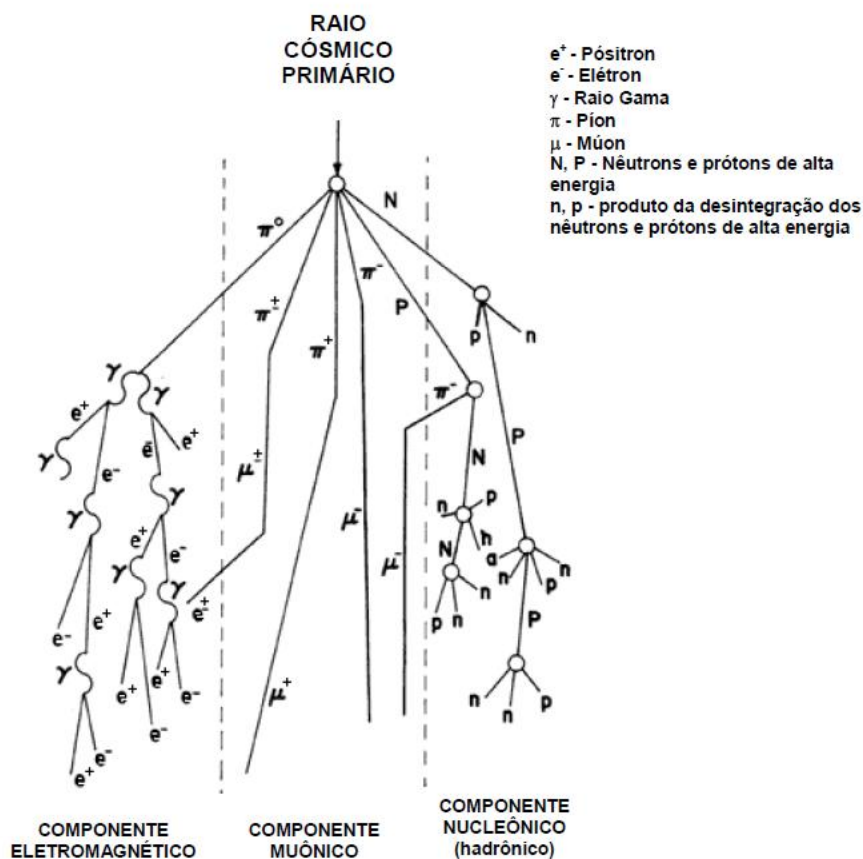 RAIO
CÓSMICO
PRIMÁRIO
e⁺ - Pósitron
e⁻ - Elétron
γ - Raio Gama
π - Píon
μ - Múon
N, P - Nêutrons e prótons de alta
energia
n, p - produto da desintegração dos
nêutrons e prótons de alta energia
N
π⁰
π⁻
π±
P
π⁺
p
n
γ
γ
π⁻
e⁺
e⁺
ē
P
γ
e⁻
N
μ±
γ
n
p
γ
e⁺
μ⁻
h
e⁻
N
a
n
γ
μ⁻
n
p
γ
e±
n
e⁺
p
n
P
e⁻
γ
e⁺
e⁺
e⁻
μ⁺
n
p
n
e⁻
e⁻
e⁺
COMPONENTE
ELETROMAGNÉTICO
COMPONENTE
MUÔNICO
COMPONENTE
NUCLEÔNICO
(hadrônico)